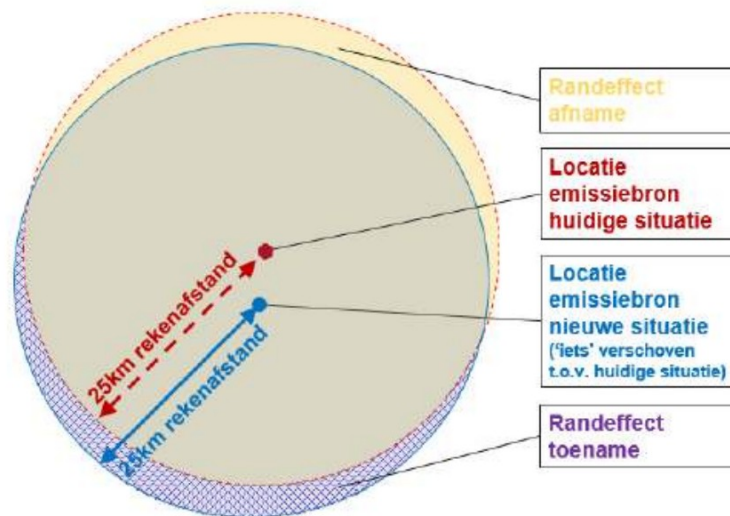 Randeffect
afname
Locatie
emissiebron
huidige situatie
25km rekenafstand
Locatie
emissiebron
nieuwe situatie
('iets' verschoven
t.o.v. huidige situatie)
25km rekenafstand
Randeffect
toename